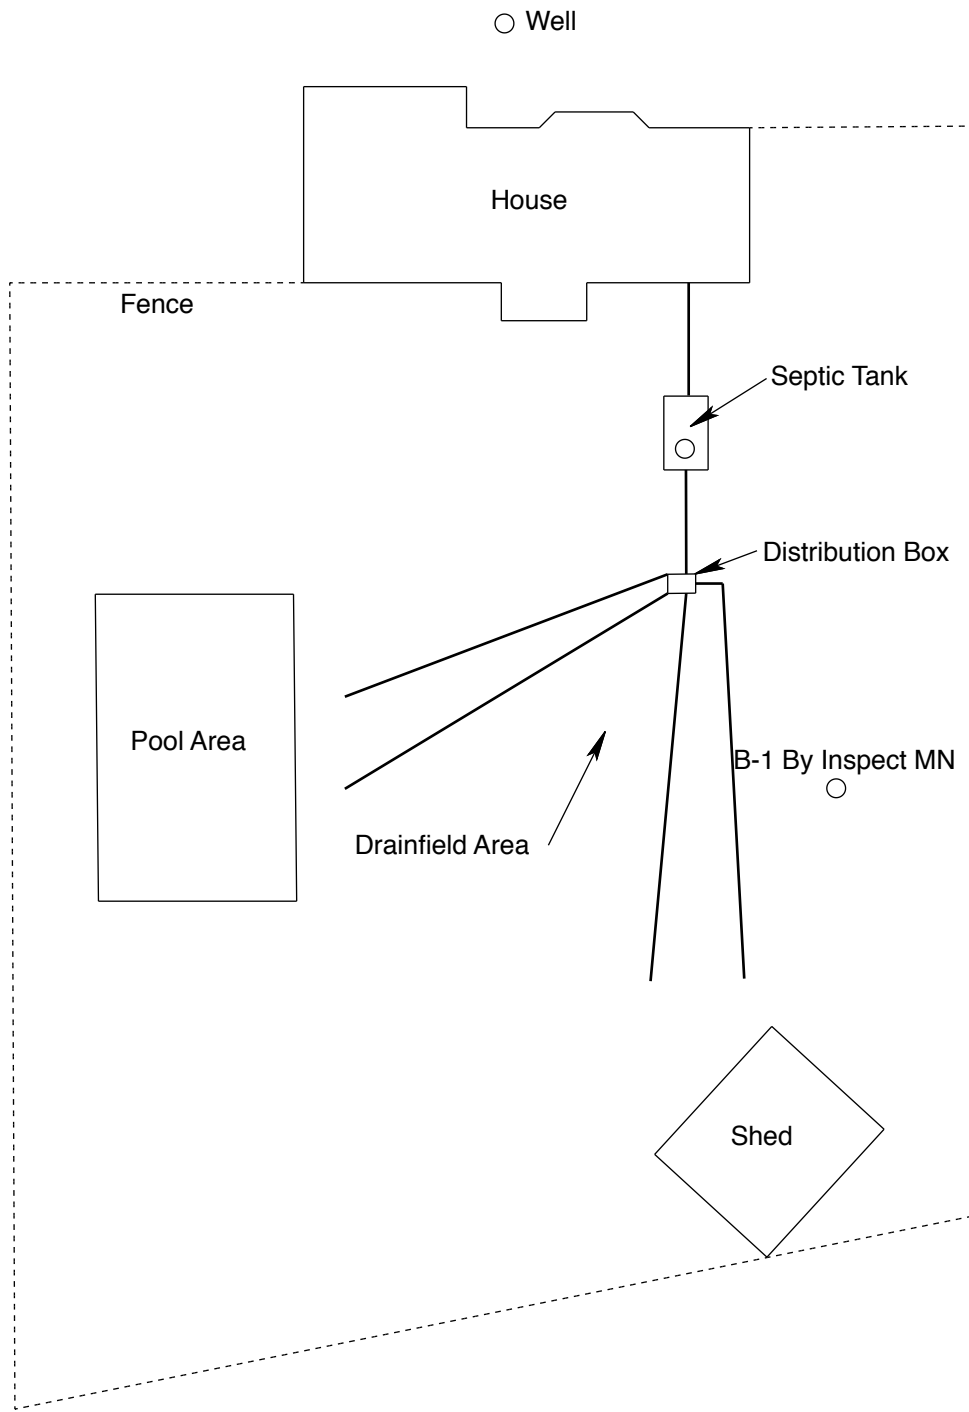 Well
House
Fence
Septic Tank
Distribution Box
Pool Area
B-1 By Inspect MN
Drainfield Area
Shed